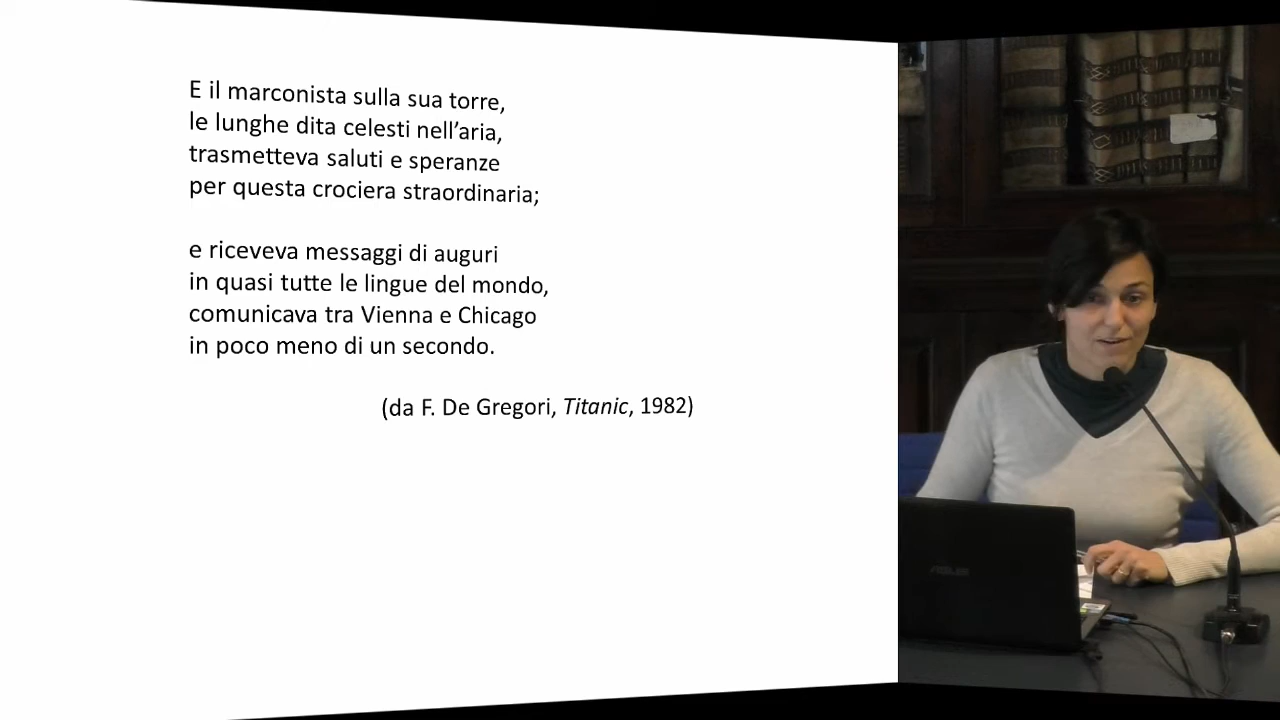 E il marconista sulla sua torre,
le lunghe dita celesti nell’aria,
trasmetteva saluti e speranze
per questa crociera straordinaria;
e riceveva messaggi di auguri
in quasi tutte le lingue del mondo,
comunicava tra Vienna e Chicago
in poco meno di un secondo.
(da F. De Gregori, Titanic, 1982)
ASUS